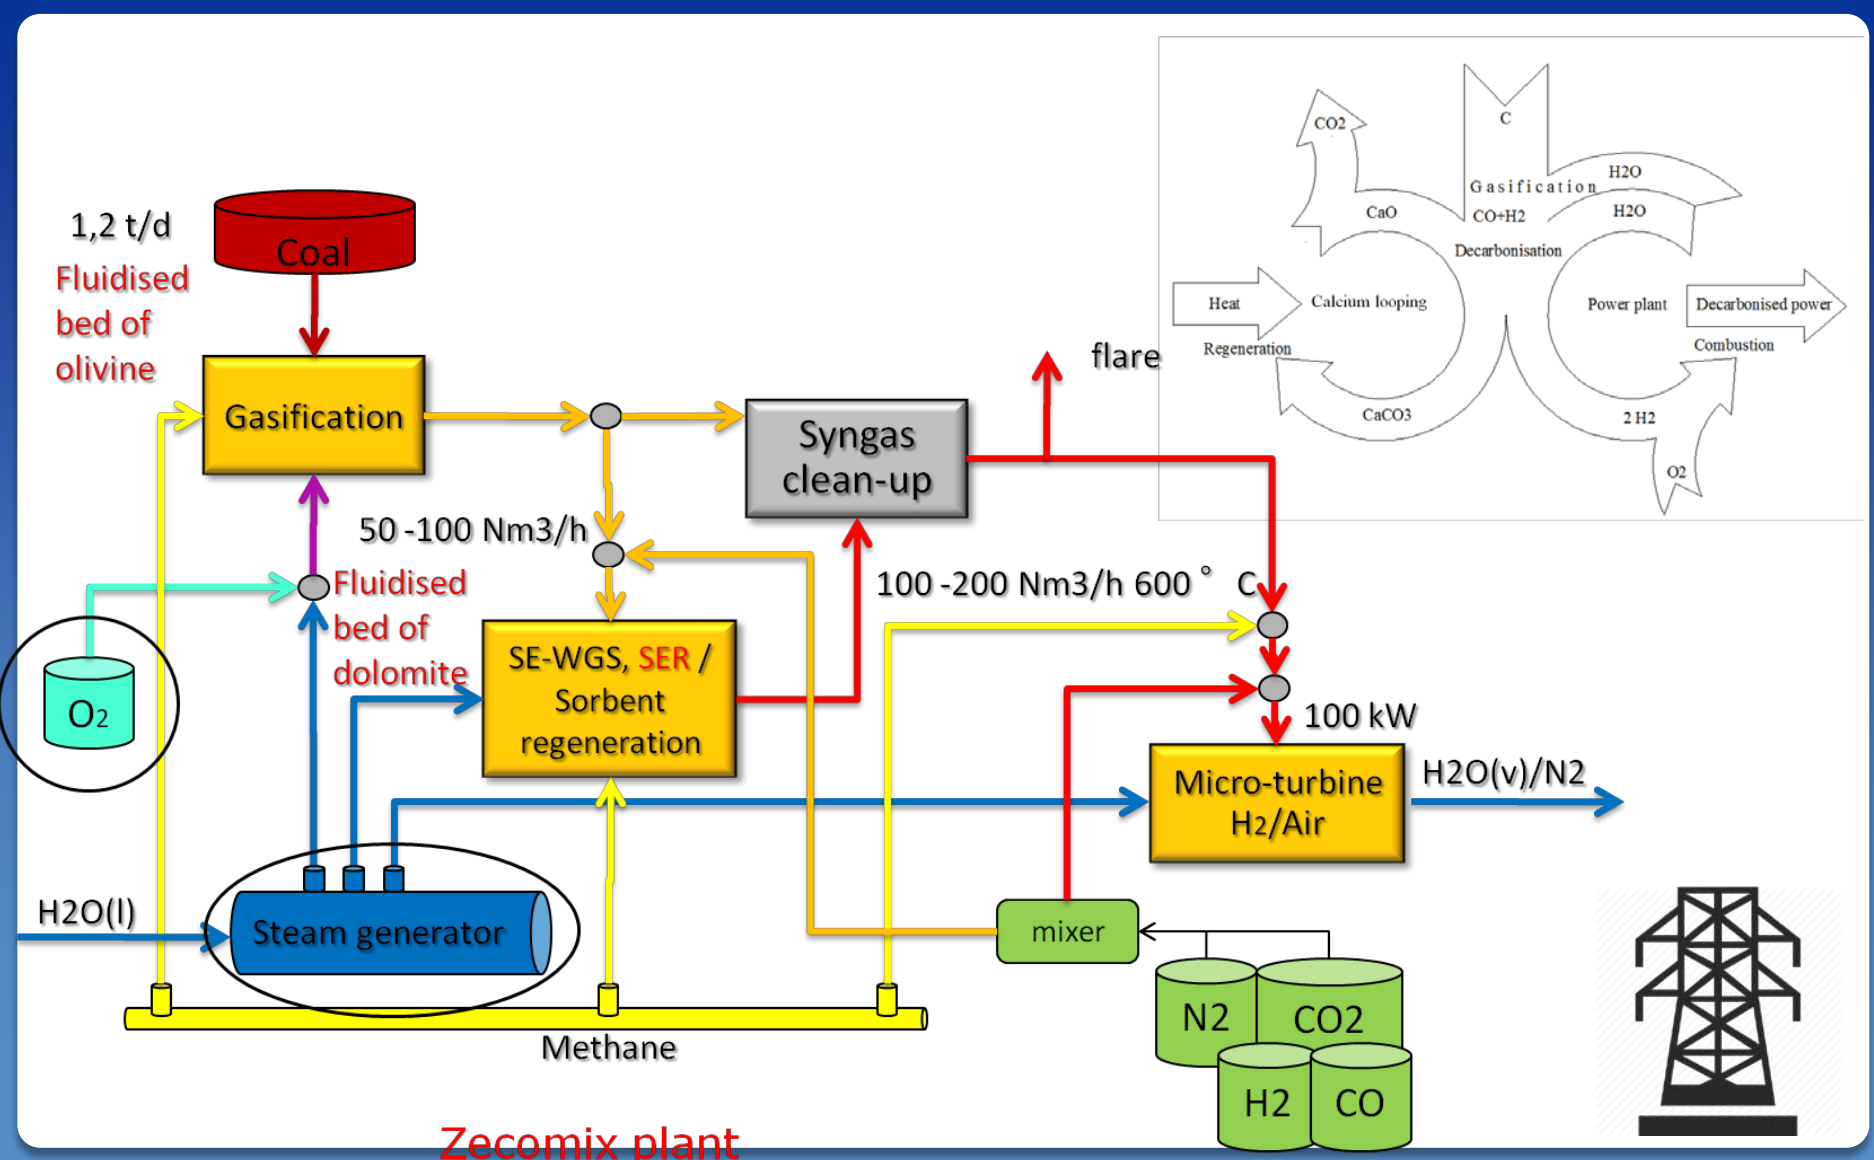 1,2 t/d
Coal
Fluidised
bed of
olivine
Gasification
50 -100 Nm3/h
Syngas
clean-up
flare
100 -200 Nm3/h 600 ° C
Fluidised
bed of
dolomite
O2
SE-WGS, SER /
Sorbent
regeneration
100 kW
Micro-turbine
H2/Air
H2O(v)/N2
H2O(l)
Steam generator
mixer
Methane
N2
CO2
H2
CO
Zecomix plant
CO2
C
H2O
Gasification
CaO
CO+H2
H2O
Decarbonisation
Heat
Calcium looping
Power plant
Decarbonised power
Regeneration
Combustion
CaCO3
2 H2
O2